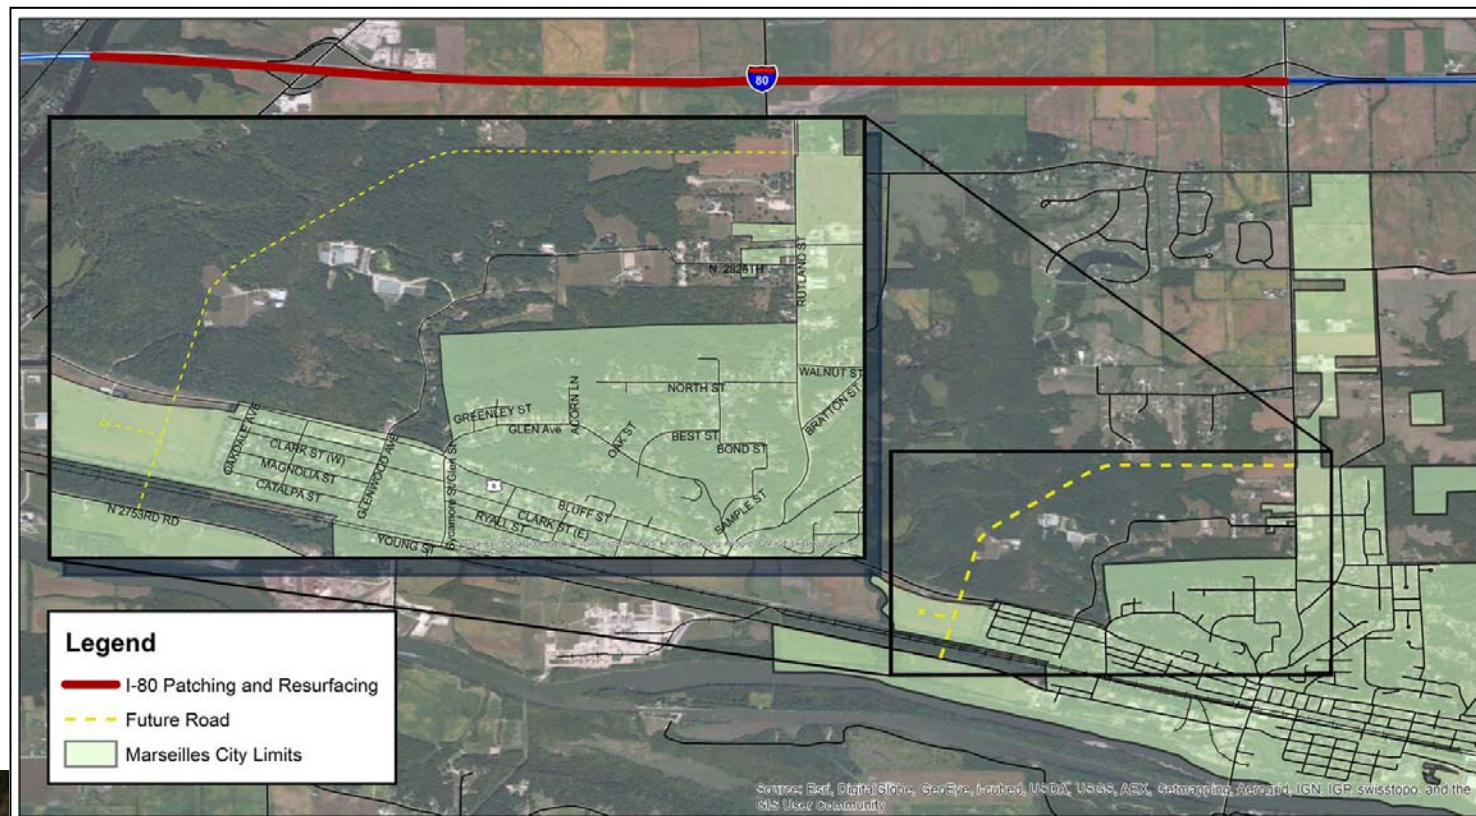 80
N. 2825TH
RUTLAND ST
WALNUT ST
NORTH ST
ACORN LN
BRATTON ST
GREENLEY ST
GLEN Ave
OAK ST
BEST ST
BOND ST
OAKDALE AVE
CLARK ST (W)
MAGNOLIA ST
CATALPA ST
GLENWOOD AVE
Sycamore St/Glen St
6
BLUFF ST
CLARK ST (E)
RYALL ST
SAMPLE ST
N 2753RD RD
YOUNG ST
Legend
I-80 Patching and Resurfacing
Future Road
Marseilles City Limits
Source: Esri, DigitalGlobe, GeoEye, i-cubed, USDA, USGS, AEX, Getmapping, Aerogrid, IGN, IGP, swisstopo, and the
GIS User Community